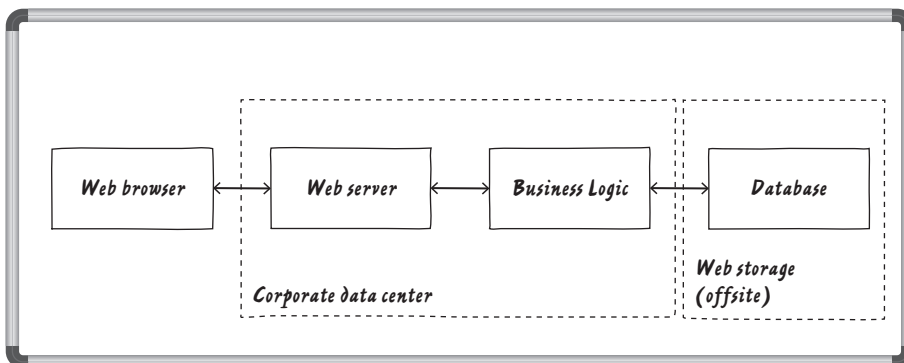 Web browser
Web server
Business Logic
Database
Corporate data center
Web storage
(offsite)